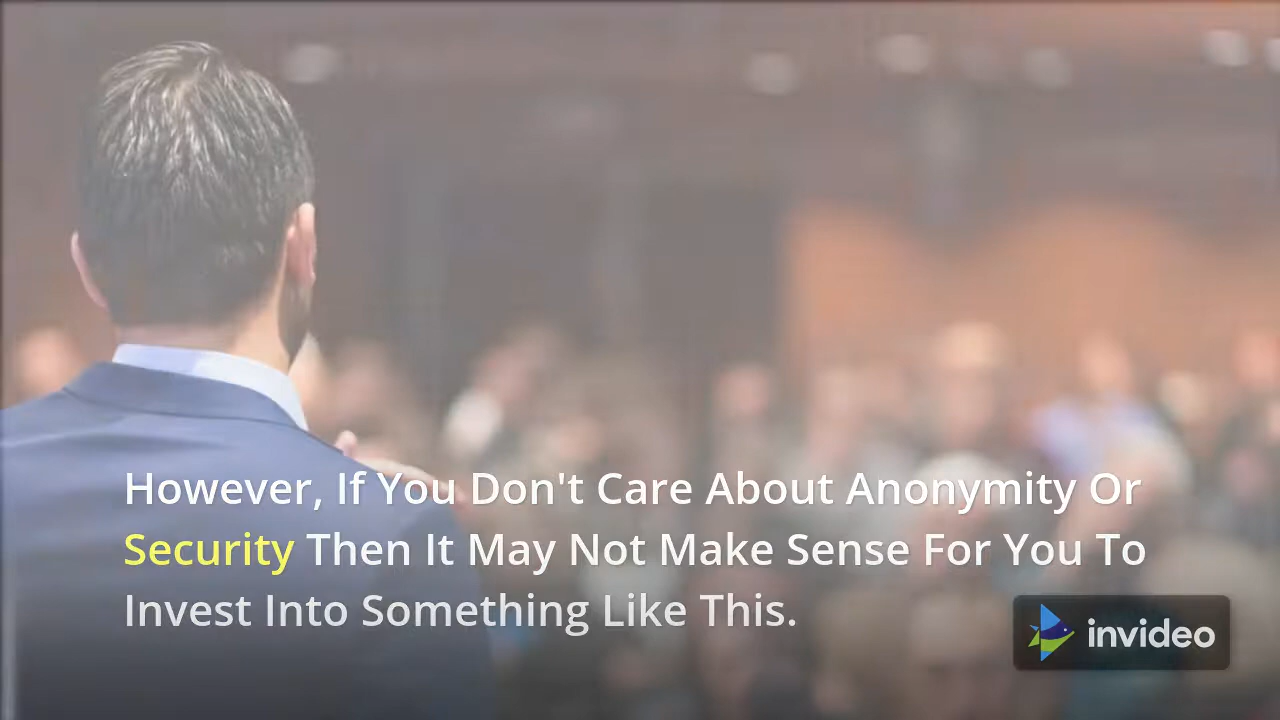 However, If You Don't Care About Anonymity Or
Security Then It May Not Make Sense For You To
Invest Into Something Like This.
invideo